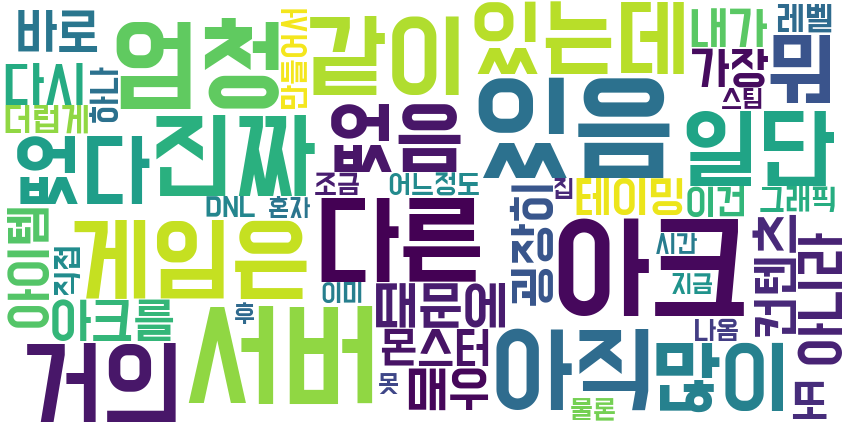 바로
엄청
만들어서
같이
있는데
내가
레벨
다시
하나
가장
스팀
뭔
더럽게
없다
진짜
없음
있음
일단
조금
어느정도
집
테이밍
이건
그래픽
DNL
혼자
굉장히
아이템
직접
게임은
다른
아크
시간
지금
컨텐츠
아니라
아크를
후
이미
때문에
나옴
거의
서버
몬스터
못
매우
아직
많이
물론
또